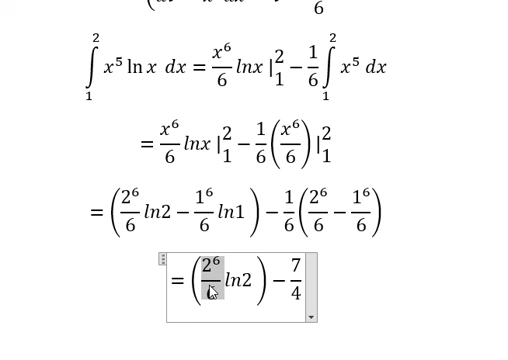 6
∫₁² x⁵ ln x dx = x⁶/6 lnx |₁² − 1/6 ∫₁² x⁵ dx
= x⁶/6 lnx |₁² − 1/6 (x⁶/6) |₁²
= (2⁶/6 ln2 − 1⁶/6 ln1) − 1/6 (2⁶/6 − 1⁶/6)
= (2⁶/6 ln2) − 7/4